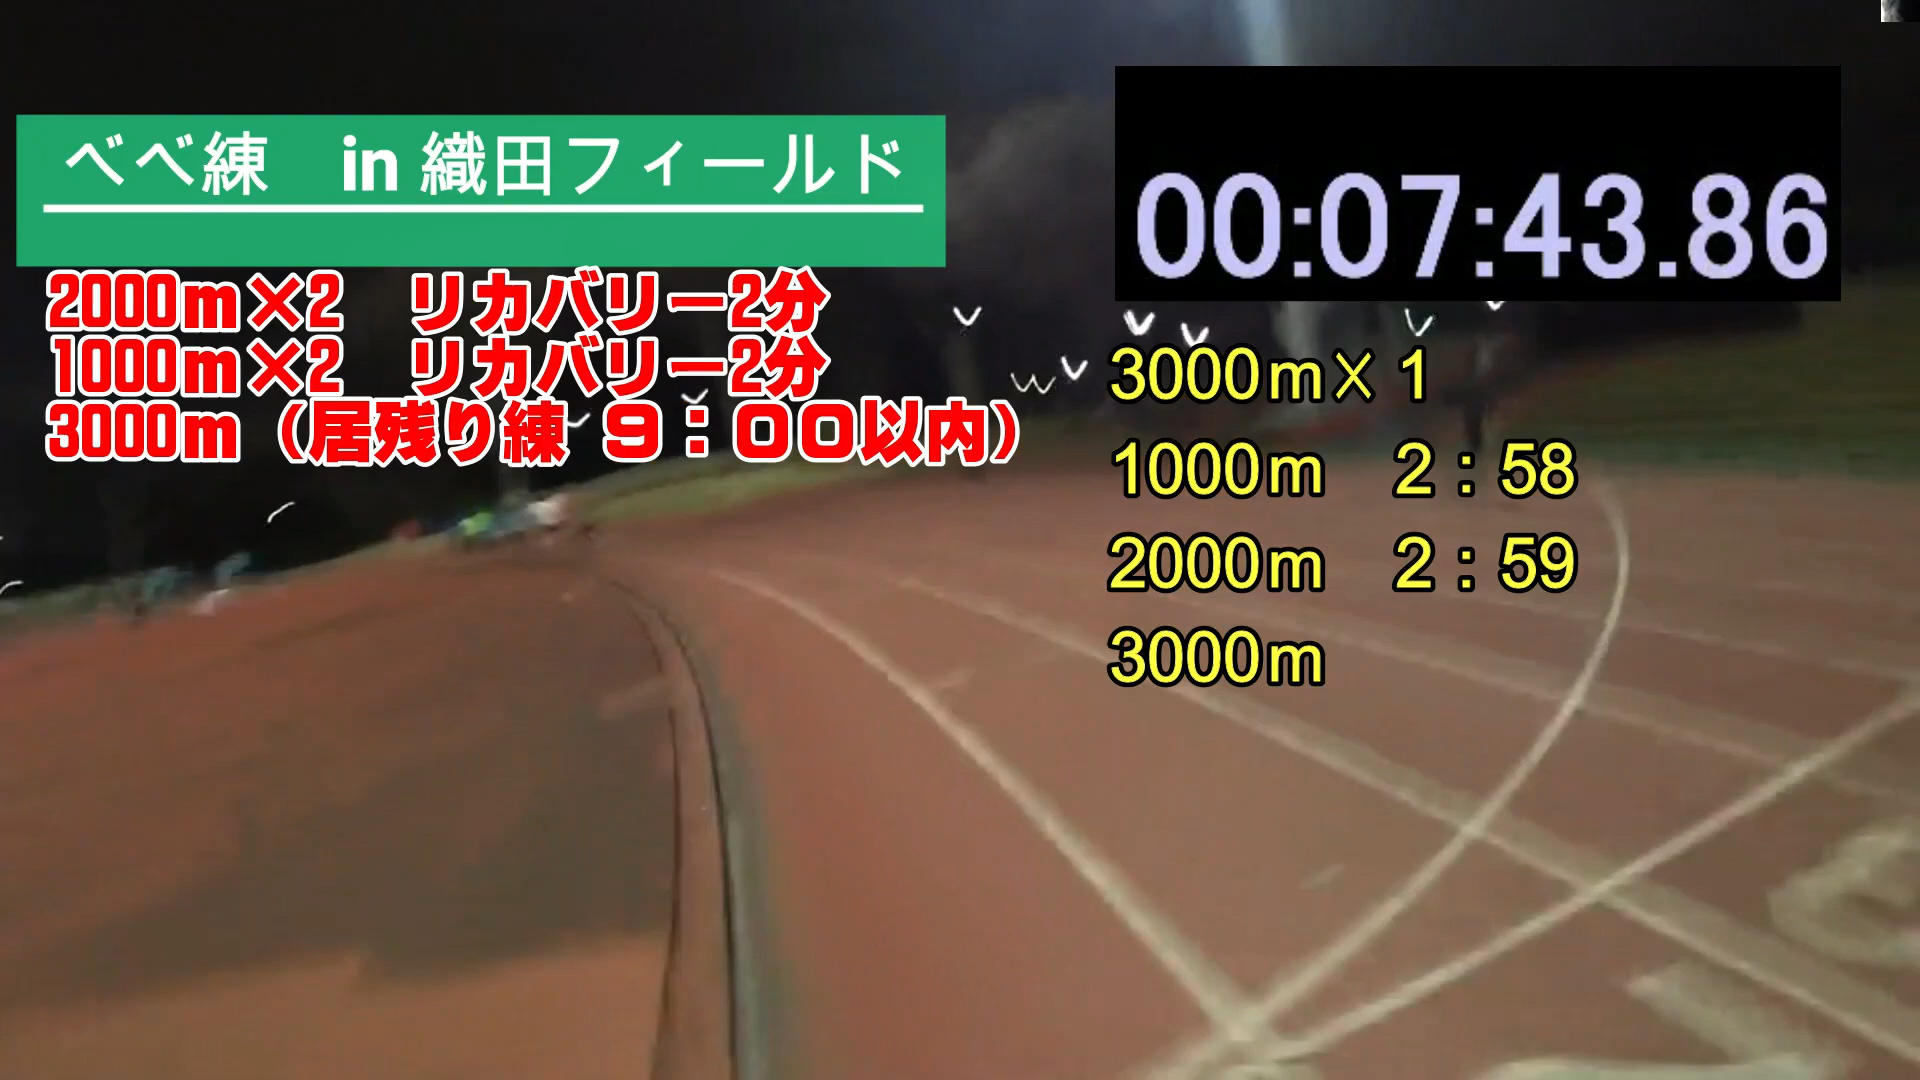 べべ練　in 織田フィールド
2000m×2　リカバリー2分
1000m×2　リカバリー2分
3000m（居残り練 ９：００以内）
00:07:43.86
3000m×１
1000m　２：58
2000m　２：59
3000m